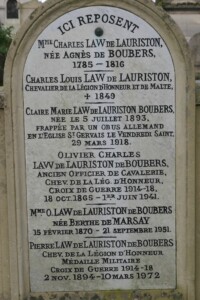 ICI REPOSENT
MME CHARLES LAW DE LAURISTON,
NÉE AGNÈS DE BOUBERS,
1785 - 1816
CHARLES LOUIS LAW DE LAURISTON,
CHEVALIER DE LA LÉGION D'HONNEUR ET DE MALTE,
+ 1849
CLAIRE MARIE LAW DE LAURISTON BOUBERS,
NÉE LE 5 JUILLET 1893,
FRAPPÉE PAR UN OBUS ALLEMAND
EN L'ÉGLISE ST GERVAIS LE VENDREDI SAINT,
29 MARS 1918.
OLIVIER CHARLES
LAW DE LAURISTON DE BOUBERS,
ANCIEN OFFICIER DE CAVALERIE,
CHEV. DE LA LÉG. D'HONNEUR,
CROIX DE GUERRE 1914-18,
18 OCT. 1865 - 1ER JUIN 1941.
MME O. LAW DE LAURISTON DE BOUBERS
NÉE BERTHE DE MARSAY
15 FÉVRIER 1870 - 21 SEPTEMBRE 1951.
PIERRE LAW DE LAURISTON DE BOUBERS
CHEV. DE LA LÉGION D'HONNEUR
MÉDAILLE MILITAIRE
CROIX DE GUERRE 1914-18
2 NOV. 1894 - 10 MARS 1972